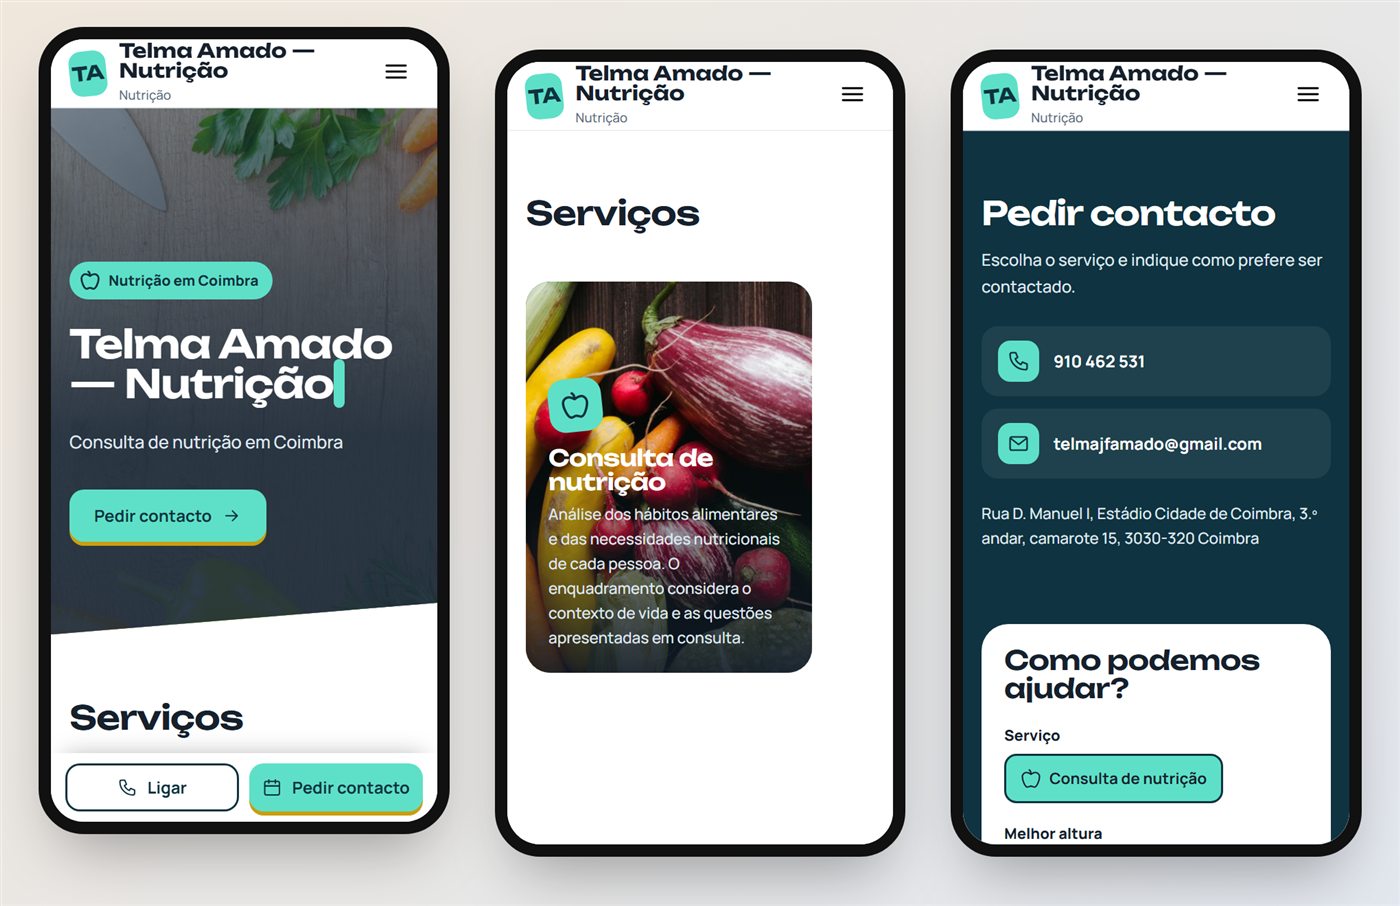 TA
Telma Amado —
Nutrição
Nutrição
Nutrição em Coimbra
Telma Amado
— Nutrição
Consulta de nutrição em Coimbra
Pedir contacto
Serviços
Ligar
Pedir contacto
TA
Telma Amado —
Nutrição
Nutrição
Serviços
Consulta de
nutrição
Análise dos hábitos alimentares
e das necessidades nutricionais
de cada pessoa. O
enquadramento considera o
contexto de vida e as questões
apresentadas em consulta.
TA
Telma Amado —
Nutrição
Nutrição
Pedir contacto
Escolha o serviço e indique como prefere ser
contactado.
910 462 531
telmajfamado@gmail.com
Rua D. Manuel I, Estádio Cidade de Coimbra, 3.º
andar, camarote 15, 3030-320 Coimbra
Como podemos
ajudar?
Serviço
Consulta de nutrição
Melhor altura